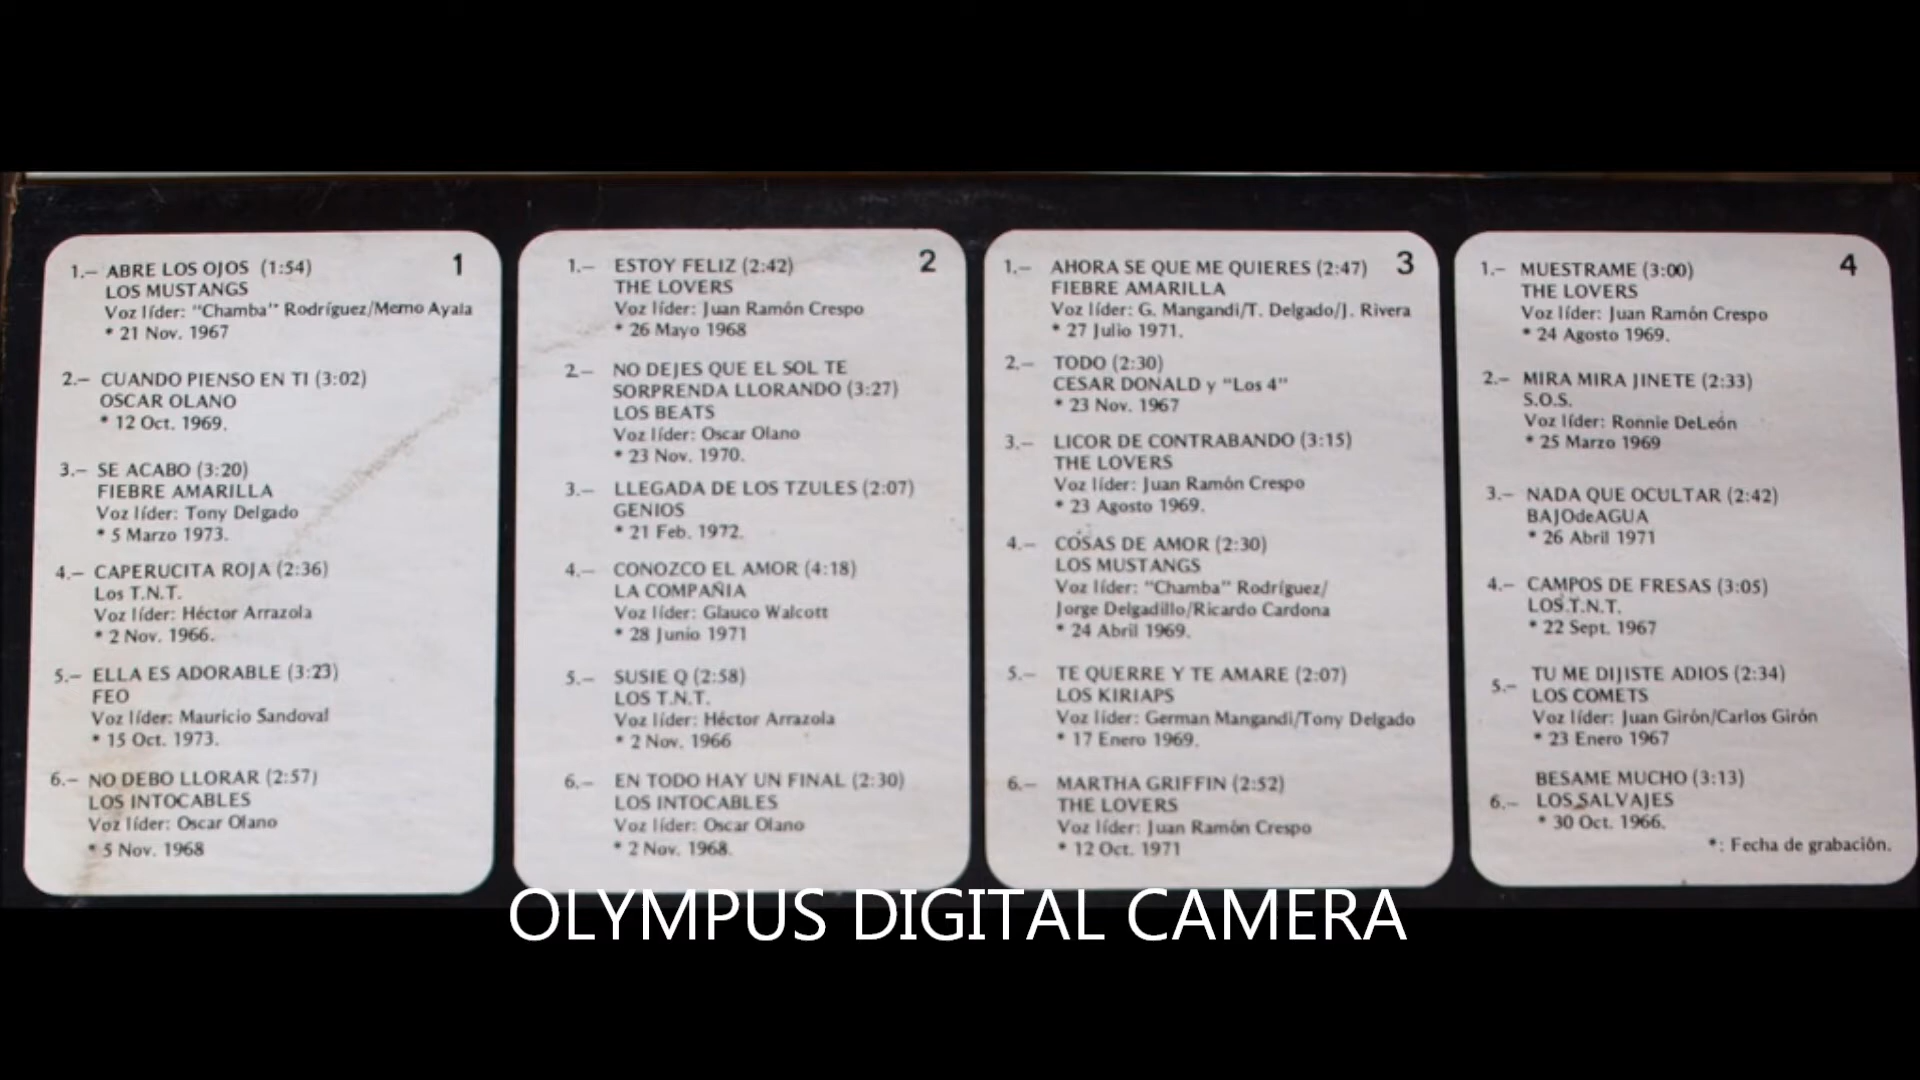 1
1.– ABRE LOS OJOS (1:54)
LOS MUSTANGS
Voz líder: "Chamba" Rodríguez/Memo Ayala
* 21 Nov. 1967
2.– CUANDO PIENSO EN TI (3:02)
OSCAR OLANO
* 12 Oct. 1969.
3.– SE ACABO (3:20)
FIEBRE AMARILLA
Voz líder: Tony Delgado
* 5 Marzo 1973.
4.– CAPERUCITA ROJA (2:36)
Los T.N.T.
Voz líder: Héctor Arrazola
* 2 Nov. 1966.
5.– ELLA ES ADORABLE (3:23)
FEO
Voz líder: Mauricio Sandoval
* 15 Oct. 1973.
6.– NO DEBO LLORAR (2:57)
LOS INTOCABLES
Voz líder: Oscar Olano
* 5 Nov. 1968
2
1.– ESTOY FELIZ (2:42)
THE LOVERS
Voz líder: Juan Ramón Crespo
* 26 Mayo 1968
2.– NO DEJES QUE EL SOL TE
SORPRENDA LLORANDO (3:27)
LOS BEATS
Voz líder: Oscar Olano
* 23 Nov. 1970.
3.– LLEGADA DE LOS TZULES (2:07)
GENIOS
* 21 Feb. 1972.
4.– CONOZCO EL AMOR (4:18)
LA COMPAÑIA
Voz líder: Glauco Walcott
* 28 Junio 1971
5.– SUSIE Q (2:58)
LOS T.N.T.
Voz líder: Héctor Arrazola
* 2 Nov. 1966
6.– EN TODO HAY UN FINAL (2:30)
LOS INTOCABLES
Voz líder: Oscar Olano
* 2 Nov. 1968.
3
1.– AHORA SE QUE ME QUIERES (2:47)
FIEBRE AMARILLA
Voz líder: G. Mangandi/T. Delgado/J. Rivera
* 27 Julio 1971.
2.– TODO (2:30)
CESAR DONALD y "Los 4"
* 23 Nov. 1967
3.– LICOR DE CONTRABANDO (3:15)
THE LOVERS
Voz líder: Juan Ramón Crespo
* 23 Agosto 1969.
4.– COSAS DE AMOR (2:30)
LOS MUSTANGS
Voz líder: "Chamba" Rodríguez/
Jorge Delgadillo/Ricardo Cardona
* 24 Abril 1969.
5.– TE QUERRE Y TE AMARE (2:07)
LOS KIRIAPS
Voz líder: German Mangandi/Tony Delgado
* 17 Enero 1969.
6.– MARTHA GRIFFIN (2:52)
THE LOVERS
Voz líder: Juan Ramón Crespo
* 12 Oct. 1971
4
1.– MUESTRAME (3:00)
THE LOVERS
Voz líder: Juan Ramón Crespo
* 24 Agosto 1969.
2.– MIRA MIRA JINETE (2:33)
S.O.S.
Voz líder: Ronnie DeLeón
* 25 Marzo 1969
3.– NADA QUE OCULTAR (2:42)
BAJOdeAGUA
* 26 Abril 1971
4.– CAMPOS DE FRESAS (3:05)
LOS T.N.T.
* 22 Sept. 1967
5.– TU ME DIJISTE ADIOS (2:34)
LOS COMETS
Voz líder: Juan Girón/Carlos Girón
* 23 Enero 1967
6.– BESAME MUCHO (3:13)
LOS SALVAJES
* 30 Oct. 1966.
*: Fecha de grabación.
OLYMPUS DIGITAL CAMERA